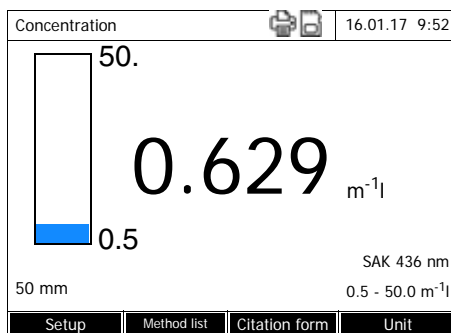 Concentration 16.01.17 9:52
50.
0.629 m⁻¹l
0.5
SAK 436 nm
50 mm 0.5 - 50.0 m⁻¹l
Setup Method list Citation form Unit